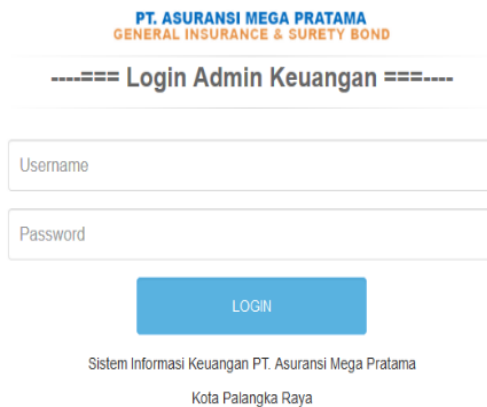 PT. ASURANSI MEGA PRATAMA
GENERAL INSURANCE & SURETY BOND
----=== Login Admin Keuangan ===----
Username
Password
LOGIN
Sistem Informasi Keuangan PT. Asuransi Mega Pratama
Kota Palangka Raya